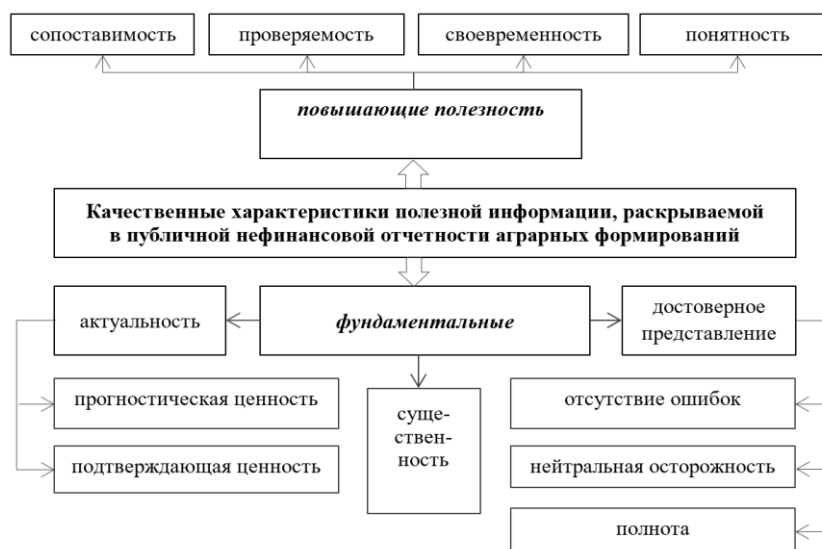 сопоставимость
проверяемость
своевременность
понятность
повышающие полезность
Качественные характеристики полезной информации, раскрываемой
в публичной нефинансовой отчетности аграрных формирований
актуальность
фундаментальные
достоверное
представление
прогностическая ценность
подтверждающая ценность
суще-
ствен-
ность
отсутствие ошибок
нейтральная осторожность
полнота